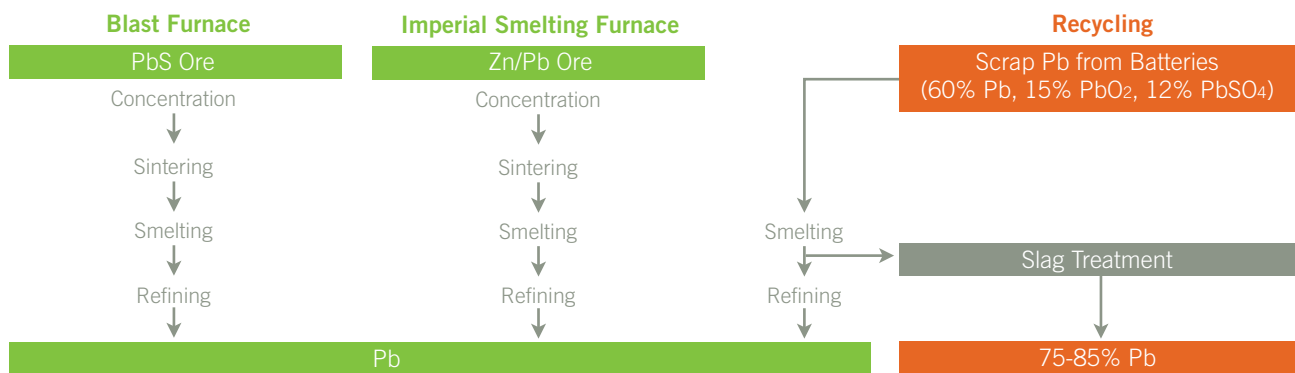 Blast Furnace
PbS Ore
Concentration
Sintering
Smelting
Refining
Imperial Smelting Furnace
Zn/Pb Ore
Concentration
Sintering
Smelting
Refining
Recycling
Scrap Pb from Batteries
(60% Pb, 15% PbO₂, 12% PbSO₄)
Smelting
Refining
Slag Treatment
Pb
75-85% Pb